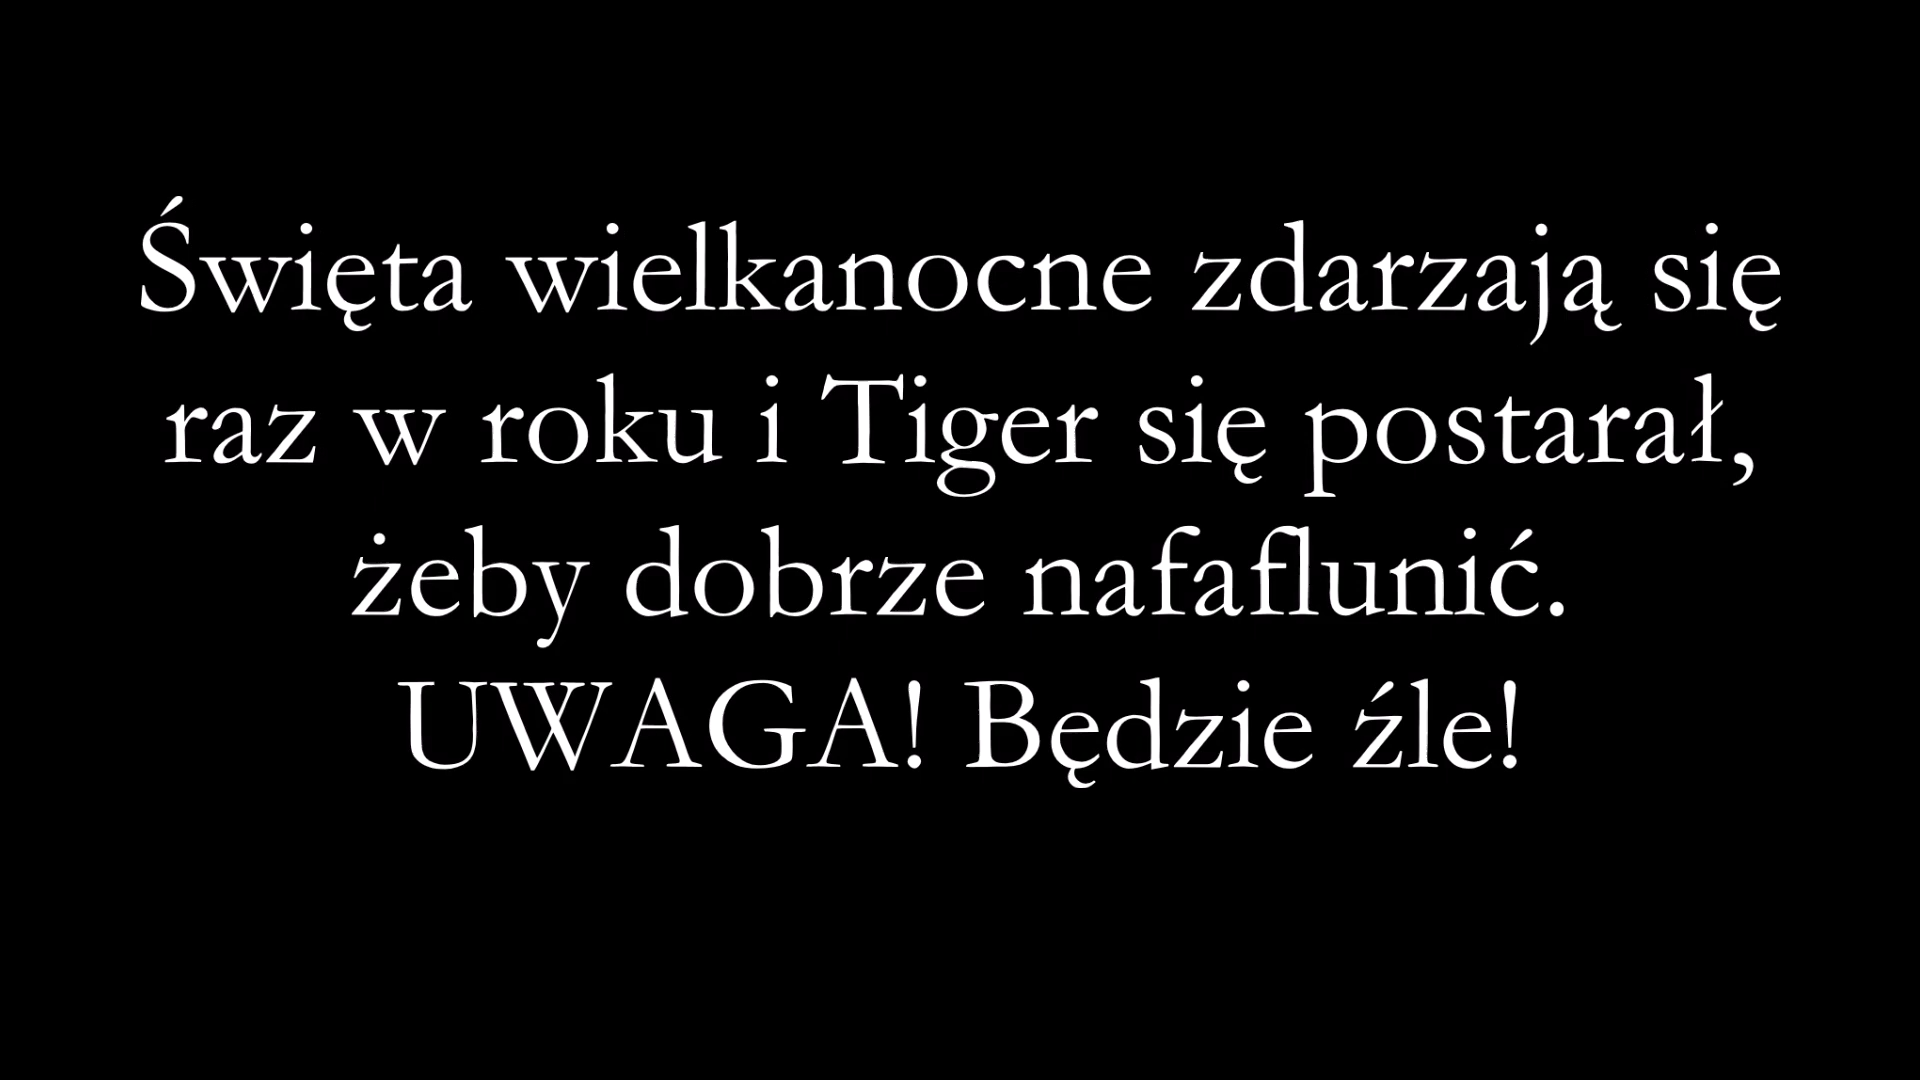 Święta wielkanocne zdarzają się
raz w roku i Tiger się postarał,
żeby dobrze nafaflunić.
UWAGA! Będzie źle!